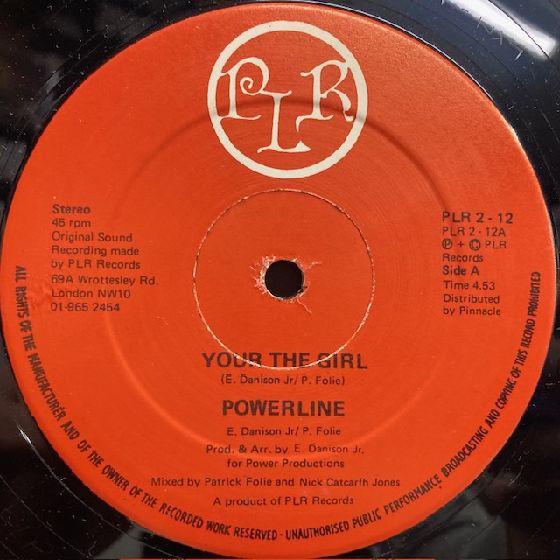 PLR
Stereo
45 rpm
Original Sound
Recording made
by PLR Records
69A Wrottesley Rd.
London NW10
01-965 2454
PLR 2 - 12
PLR 2 - 12A
Ⓟ + © PLR
Records
Side A
Time 4.53
Distributed
by Pinnacle
YOUR THE GIRL
(E. Danison Jr/ P. Folie)
POWERLINE
E. Danison Jr/ P. Folie
Prod. & Arr. by E. Danison Jr.
for Power Productions
Mixed by Patrick Folie and Nick Catcarth Jones
A product of PLR Records
ALL RIGHTS OF THE MANUFACTURER AND OF THE OWNER OF THE RECORDED WORK RESERVED - UNAUTHORISED PUBLIC PERFORMANCE, BROADCASTING AND COPYING OF THIS RECORD PROHIBITED